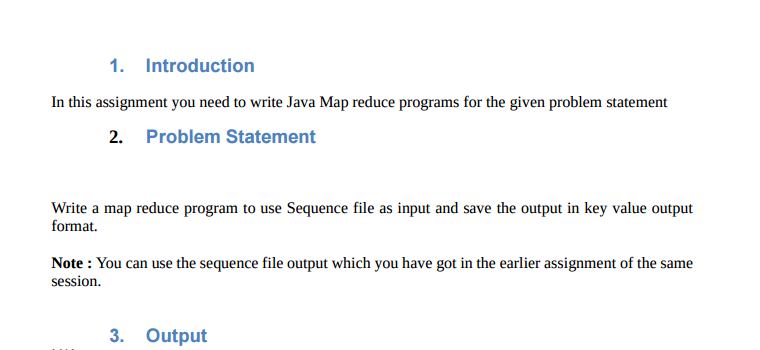 1. Introduction
In this assignment you need to write Java Map reduce programs for the given problem statement
2. Problem Statement
Write a map reduce program to use Sequence file as input and save the output in key value output
format.
Note : You can use the sequence file output which you have got in the earlier assignment of the same
session.
3. Output